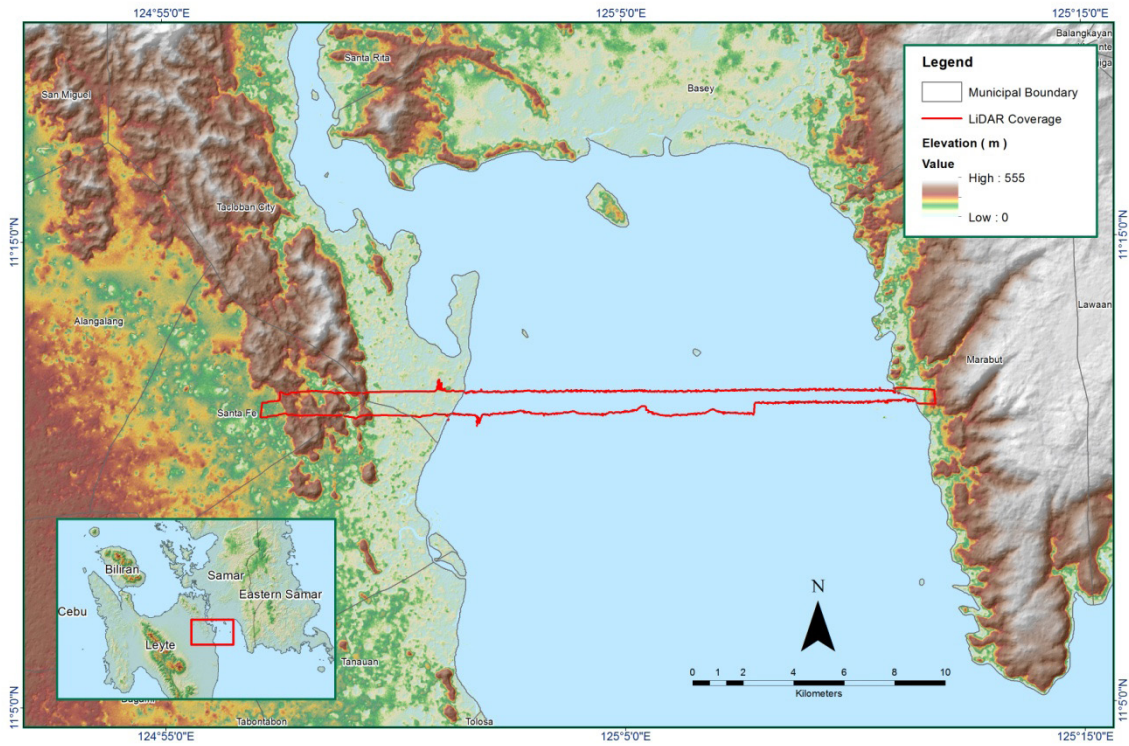 124°55'0"E
125°5'0"E
125°15'0"E
Balangkayan
Santa Rita
San Miguel
Basey
Legend
Municipal Boundary
LiDAR Coverage
Elevation ( m )
Value
High : 555
Low : 0
Tacloban City
11°15'0"N
11°15'0"N
Lawaan
Alangalang
Marabut
Santa Fe
Biliran
Samar
Eastern Samar
Cebu
Leyte
N
0 1 2 4 6 8 10
Kilometers
Tanauan
Tabontabon
Tolosa
11°5'0"N
11°5'0"N
124°55'0"E
125°5'0"E
125°15'0"E